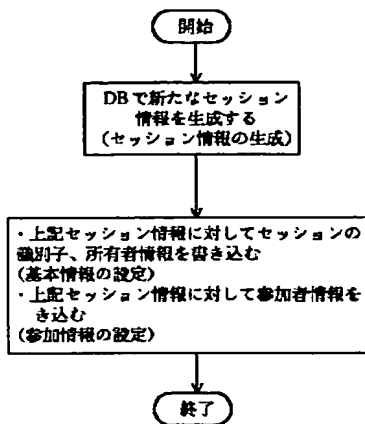 開始
DBで新たなセッション
情報を生成する
(セッション情報の生成)
・上記セッション情報に対してセッションの
識別子、所有者情報を書き込む
(基本情報の設定)
・上記セッション情報に対して参加者情報を
き込む
(参加情報の設定)
終了